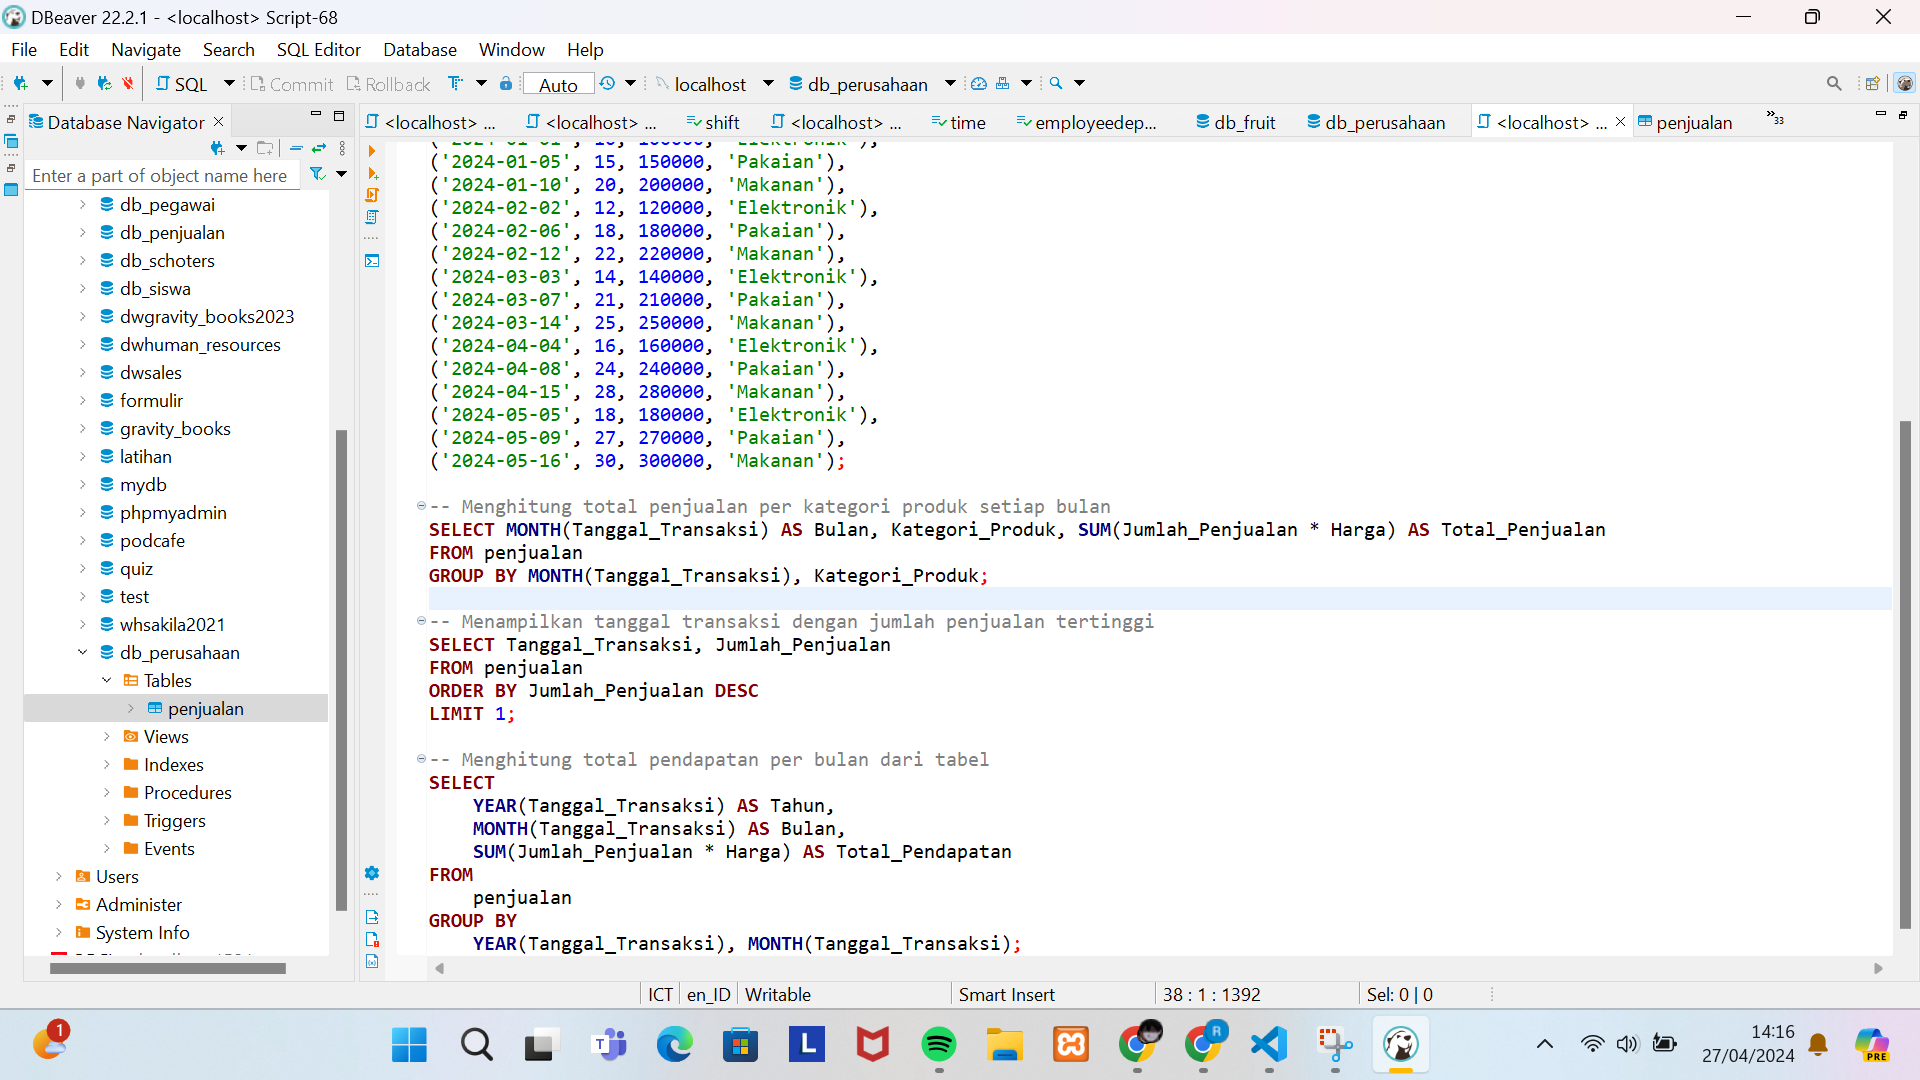 DBeaver 22.2.1 - <localhost> Script-68
File Edit Navigate Search SQL Editor Database Window Help
SQL Commit Rollback Auto localhost db_perusahaan
Database Navigator
<localhost> ... <localhost> ... shift <localhost> ... time employeedep... db_fruit db_perusahaan <localhost> ... penjualan 33
Enter a part of object name here
db_pegawai
db_penjualan
db_schoters
db_siswa
dwgravity_books2023
dwhuman_resources
dwsales
formulir
gravity_books
latihan
mydb
phpmyadmin
podcafe
quiz
test
whsakila2021
db_perusahaan
Tables
penjualan
Views
Indexes
Procedures
Triggers
Events
Users
Administer
System Info
('2024-01-05', 15, 150000, 'Pakaian'),
('2024-01-10', 20, 200000, 'Makanan'),
('2024-02-02', 12, 120000, 'Elektronik'),
('2024-02-06', 18, 180000, 'Pakaian'),
('2024-02-12', 22, 220000, 'Makanan'),
('2024-03-03', 14, 140000, 'Elektronik'),
('2024-03-07', 21, 210000, 'Pakaian'),
('2024-03-14', 25, 250000, 'Makanan'),
('2024-04-04', 16, 160000, 'Elektronik'),
('2024-04-08', 24, 240000, 'Pakaian'),
('2024-04-15', 28, 280000, 'Makanan'),
('2024-05-05', 18, 180000, 'Elektronik'),
('2024-05-09', 27, 270000, 'Pakaian'),
('2024-05-16', 30, 300000, 'Makanan');
-- Menghitung total penjualan per kategori produk setiap bulan
SELECT MONTH(Tanggal_Transaksi) AS Bulan, Kategori_Produk, SUM(Jumlah_Penjualan * Harga) AS Total_Penjualan
FROM penjualan
GROUP BY MONTH(Tanggal_Transaksi), Kategori_Produk;
-- Menampilkan tanggal transaksi dengan jumlah penjualan tertinggi
SELECT Tanggal_Transaksi, Jumlah_Penjualan
FROM penjualan
ORDER BY Jumlah_Penjualan DESC
LIMIT 1;
-- Menghitung total pendapatan per bulan dari tabel
SELECT
YEAR(Tanggal_Transaksi) AS Tahun,
MONTH(Tanggal_Transaksi) AS Bulan,
SUM(Jumlah_Penjualan * Harga) AS Total_Pendapatan
FROM
penjualan
GROUP BY
YEAR(Tanggal_Transaksi), MONTH(Tanggal_Transaksi);
ICT en_ID Writable Smart Insert 38 : 1 : 1392 Sel: 0 | 0
1
L
R
14:16
27/04/2024
PRE